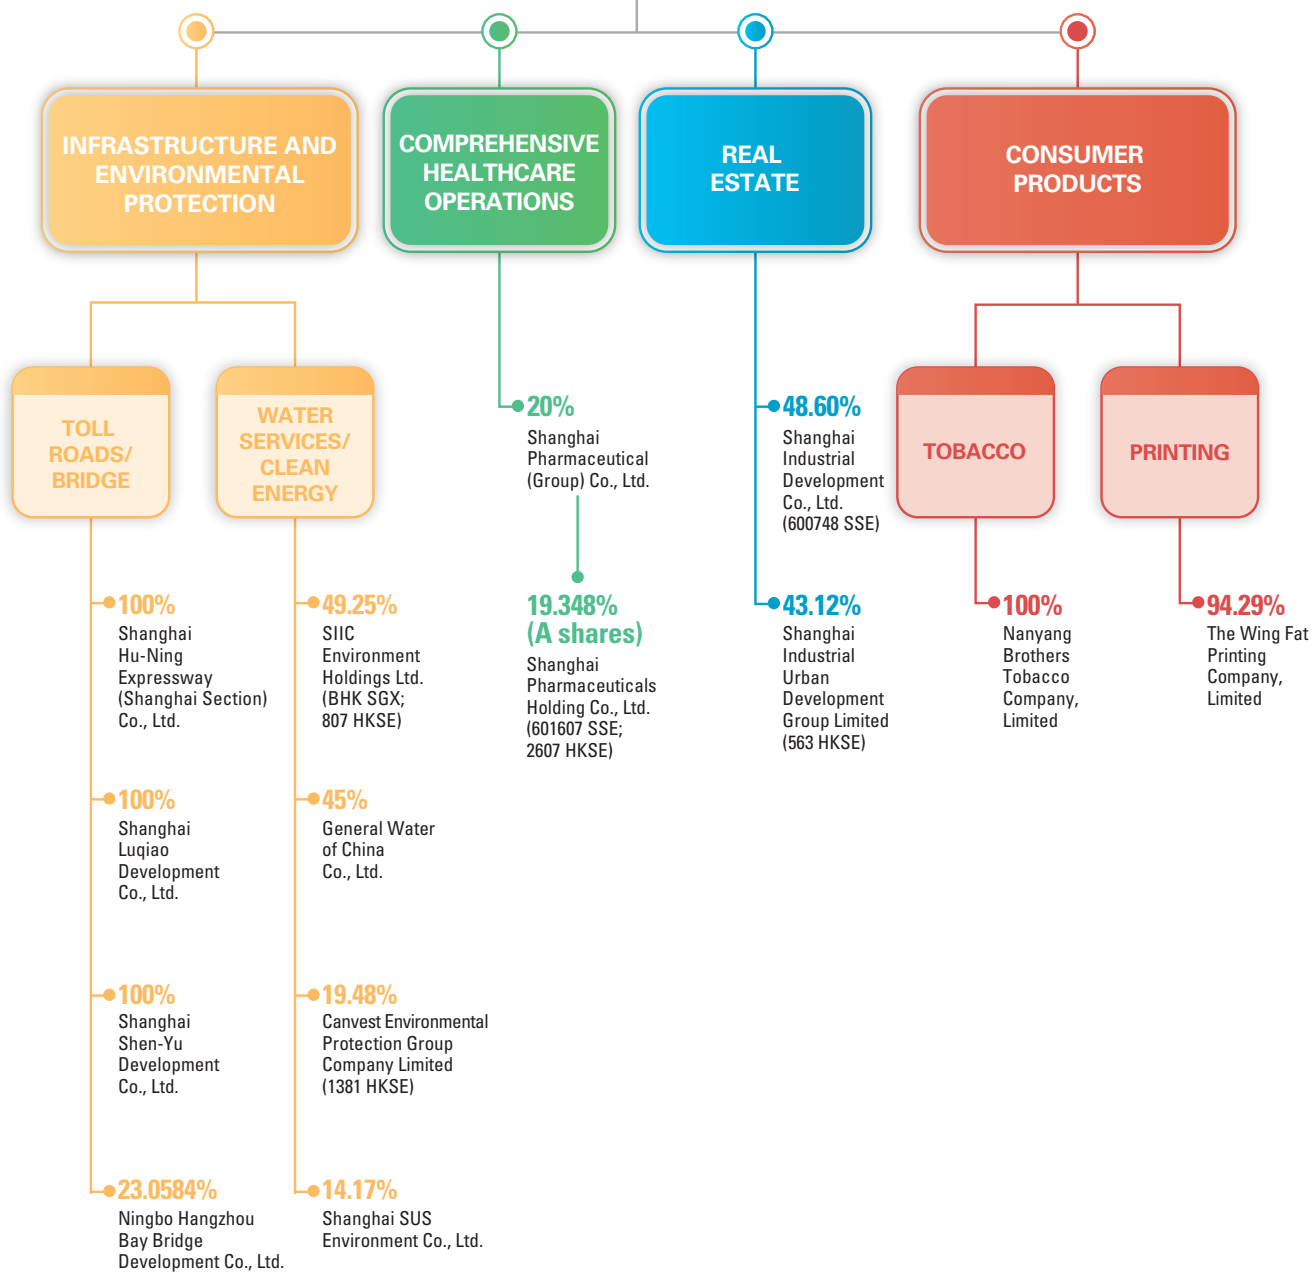 INFRASTRUCTURE AND
ENVIRONMENTAL
PROTECTION
COMPREHENSIVE
HEALTHCARE
OPERATIONS
REAL
ESTATE
CONSUMER
PRODUCTS
TOLL
ROADS/
BRIDGE
WATER
SERVICES/
CLEAN
ENERGY
TOBACCO
PRINTING
100%
Shanghai
Hu-Ning
Expressway
(Shanghai Section)
Co., Ltd.
100%
Shanghai
Luqiao
Development
Co., Ltd.
100%
Shanghai
Shen-Yu
Development
Co., Ltd.
23.0584%
Ningbo Hangzhou
Bay Bridge
Development Co., Ltd.
49.25%
SIIC
Environment
Holdings Ltd.
(BHK SGX;
807 HKSE)
45%
General Water
of China
Co., Ltd.
19.48%
Canvest Environmental
Protection Group
Company Limited
(1381 HKSE)
14.17%
Shanghai SUS
Environment Co., Ltd.
20%
Shanghai
Pharmaceutical
(Group) Co., Ltd.
19.348%
(A shares)
Shanghai
Pharmaceuticals
Holding Co., Ltd.
(601607 SSE;
2607 HKSE)
48.60%
Shanghai
Industrial
Development
Co., Ltd.
(600748 SSE)
43.12%
Shanghai
Industrial
Urban
Development
Group Limited
(563 HKSE)
100%
Nanyang
Brothers
Tobacco
Company,
Limited
94.29%
The Wing Fat
Printing
Company,
Limited